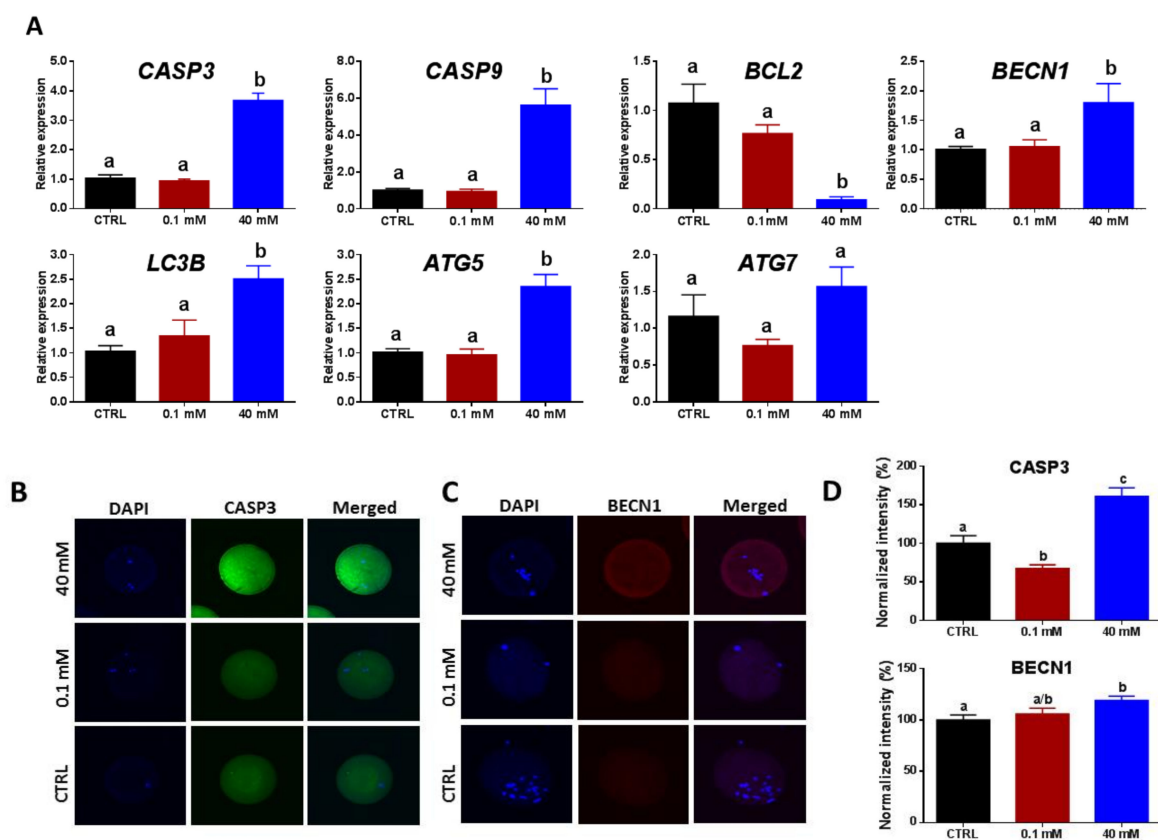 A
CASP3
CASP9
BCL2
BECN1
Relative expression
5.0
4.0
3.0
2.0
1.0
0.0
a
a
b
CTRL
0.1 mM
40 mM
Relative expression
8.0
6.0
4.0
2.0
0.0
a
a
b
CTRL
0.1 mM
40 mM
Relative expression
1.5
1.0
0.5
0.0
a
a
b
CTRL
0.1 mM
40 mM
Relative expression
2.5
2.0
1.5
1.0
0.5
0.0
a
a
b
CTRL
0.1 mM
40 mM
LC3B
ATG5
ATG7
Relative expression
3.0
2.5
2.0
1.5
1.0
0.5
0.0
a
a
b
CTRL
0.1 mM
40 mM
Relative expression
3.0
2.5
2.0
1.5
1.0
0.5
0.0
a
a
b
CTRL
0.1 mM
40 mM
Relative expression
2.0
1.5
1.0
0.5
0.0
a
a
a
CTRL
0.1 mM
40 mM
B
DAPI CASP3 Merged
40 mM
0.1 mM
CTRL
C
DAPI BECN1 Merged
40 mM
0.1 mM
CTRL
D
CASP3
Normalized intensity (%)
200
150
100
50
0
a
b
c
CTRL
0.1 mM
40 mM
BECN1
Normalized intensity (%)
150
100
50
0
a
a/b
b
CTRL
0.1 mM
40 mM